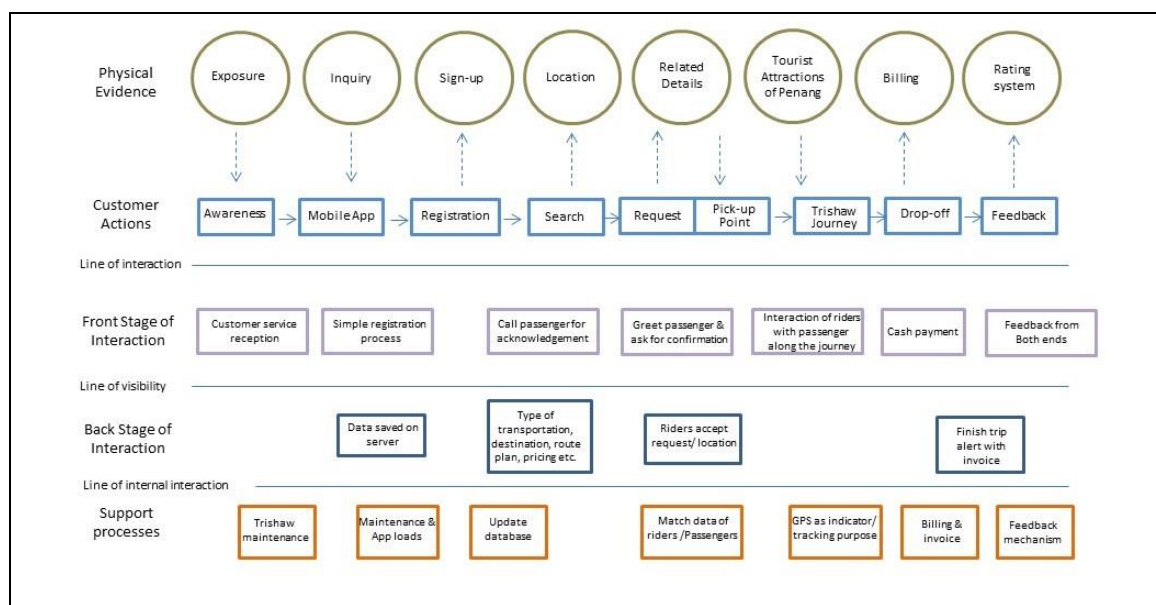 Physical
Evidence
Exposure
Inquiry
Sign-up
Location
Related
Details
Tourist
Attractions
of Penang
Billing
Rating
system
Customer
Actions
Awareness
Mobile App
Registration
Search
Request
Pick-up
Point
Trishaw
Journey
Drop-off
Feedback
Line of interaction
Front Stage of
Interaction
Customer service
reception
Simple registration
process
Call passenger for
acknowledgement
Greet passenger &
ask for confirmation
Interaction of riders
with passenger
along the journey
Cash payment
Feedback from
Both ends
Line of visibility
Back Stage of
Interaction
Data saved on
server
Type of
transportation,
destination, route
plan, pricing etc.
Riders accept
request/ location
Finish trip
alert with
invoice
Line of internal interaction
Support
processes
Trishaw
maintenance
Maintenance &
App loads
Update
database
Match data of
riders /Passengers
GPS as indicator/
tracking purpose
Billing &
invoice
Feedback
mechanism